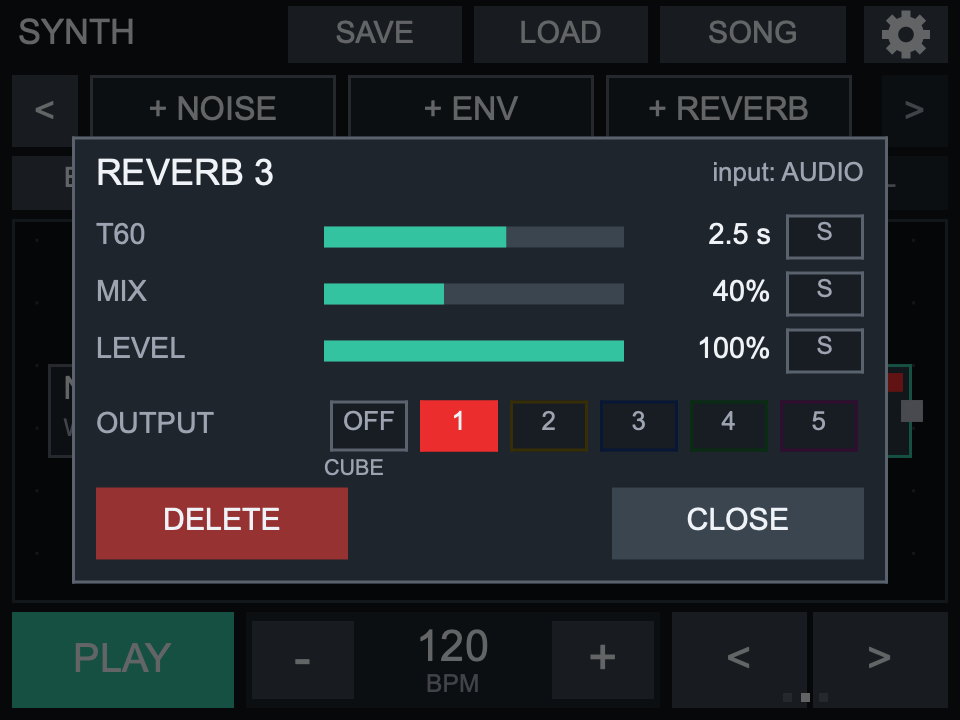 SYNTH SAVE LOAD SONG
< + NOISE + ENV + REVERB >
REVERB 3 input: AUDIO
T60 2.5 s S
MIX 40% S
LEVEL 100% S
OUTPUT OFF 1 2 3 4 5
CUBE
DELETE CLOSE
PLAY - 120 + < >
BPM